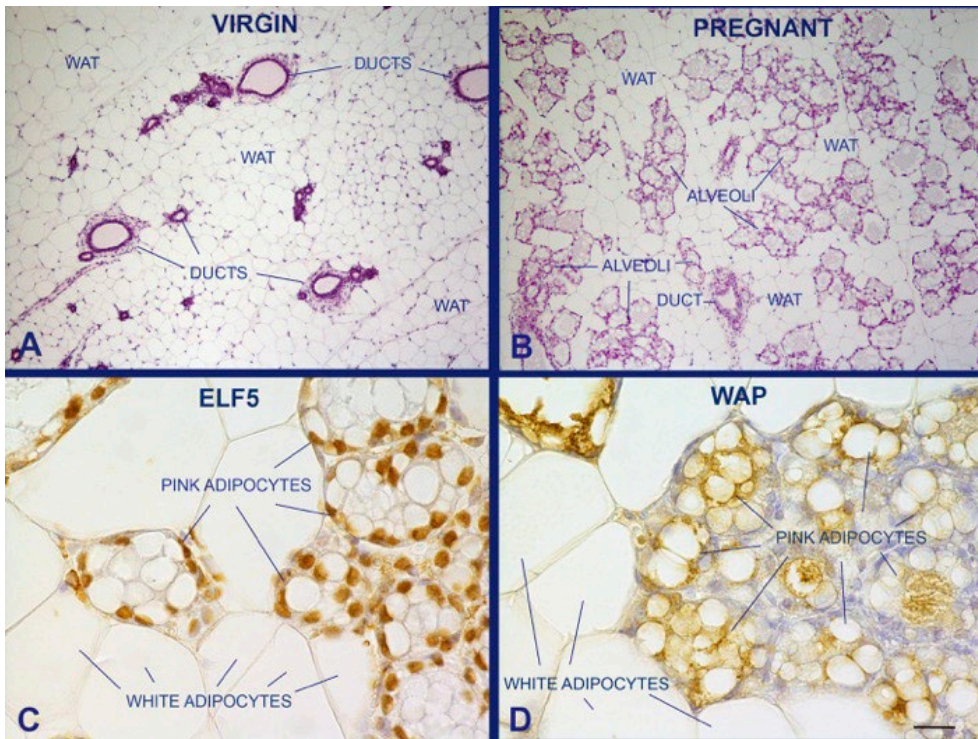 VIRGIN
WAT
DUCTS
WAT
DUCTS
WAT
A
PREGNANT
WAT
WAT
ALVEOLI
ALVEOLI
DUCT
WAT
B
ELF5
PINK ADIPOCYTES
WHITE ADIPOCYTES
C
WAP
PINK ADIPOCYTES
WHITE ADIPOCYTES
D